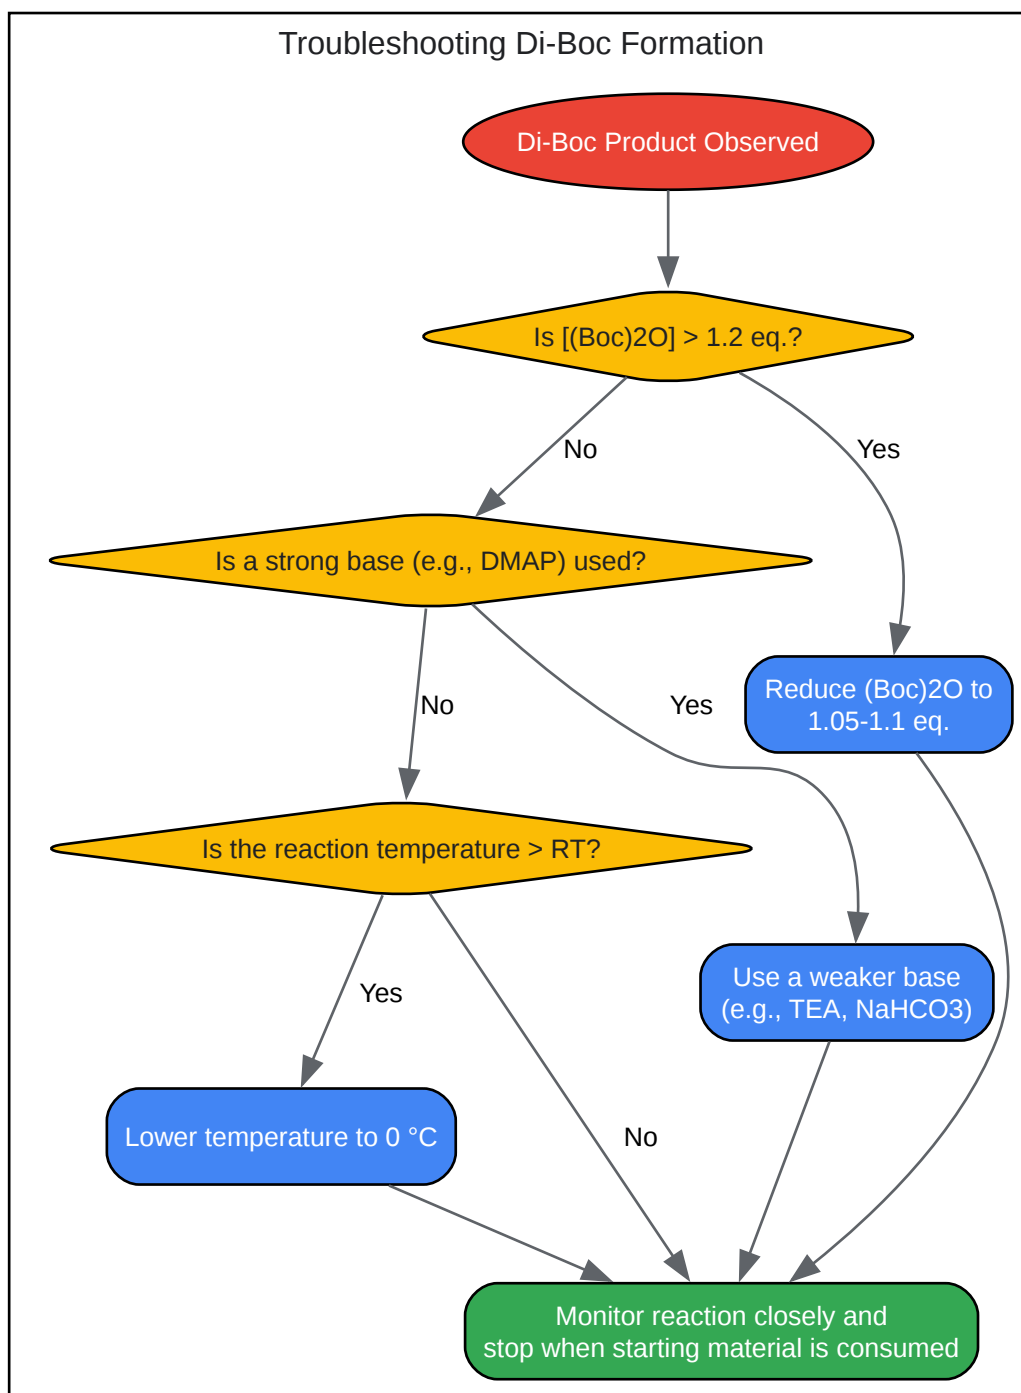 Troubleshooting Di-Boc Formation
Di-Boc Product Observed
Is [(Boc)2O] > 1.2 eq.?
No
Yes
Is a strong base (e.g., DMAP) used?
Reduce (Boc)2O to
1.05-1.1 eq.
No
Yes
Is the reaction temperature > RT?
Use a weaker base
(e.g., TEA, NaHCO3)
Yes
Lower temperature to 0 °C
No
Monitor reaction closely and
stop when starting material is consumed